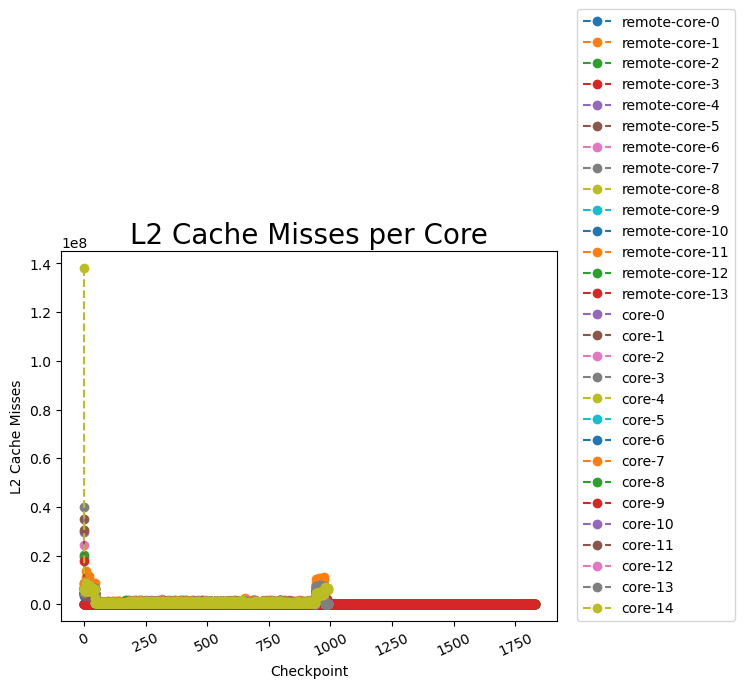 L2 Cache Misses per Core
1e8
1.4
1.2
1.0
0.8
0.6
0.4
0.2
0.0
L2 Cache Misses
0
250
500
750
1000
1250
1500
1750
Checkpoint
remote-core-0
remote-core-1
remote-core-2
remote-core-3
remote-core-4
remote-core-5
remote-core-6
remote-core-7
remote-core-8
remote-core-9
remote-core-10
remote-core-11
remote-core-12
remote-core-13
core-0
core-1
core-2
core-3
core-4
core-5
core-6
core-7
core-8
core-9
core-10
core-11
core-12
core-13
core-14